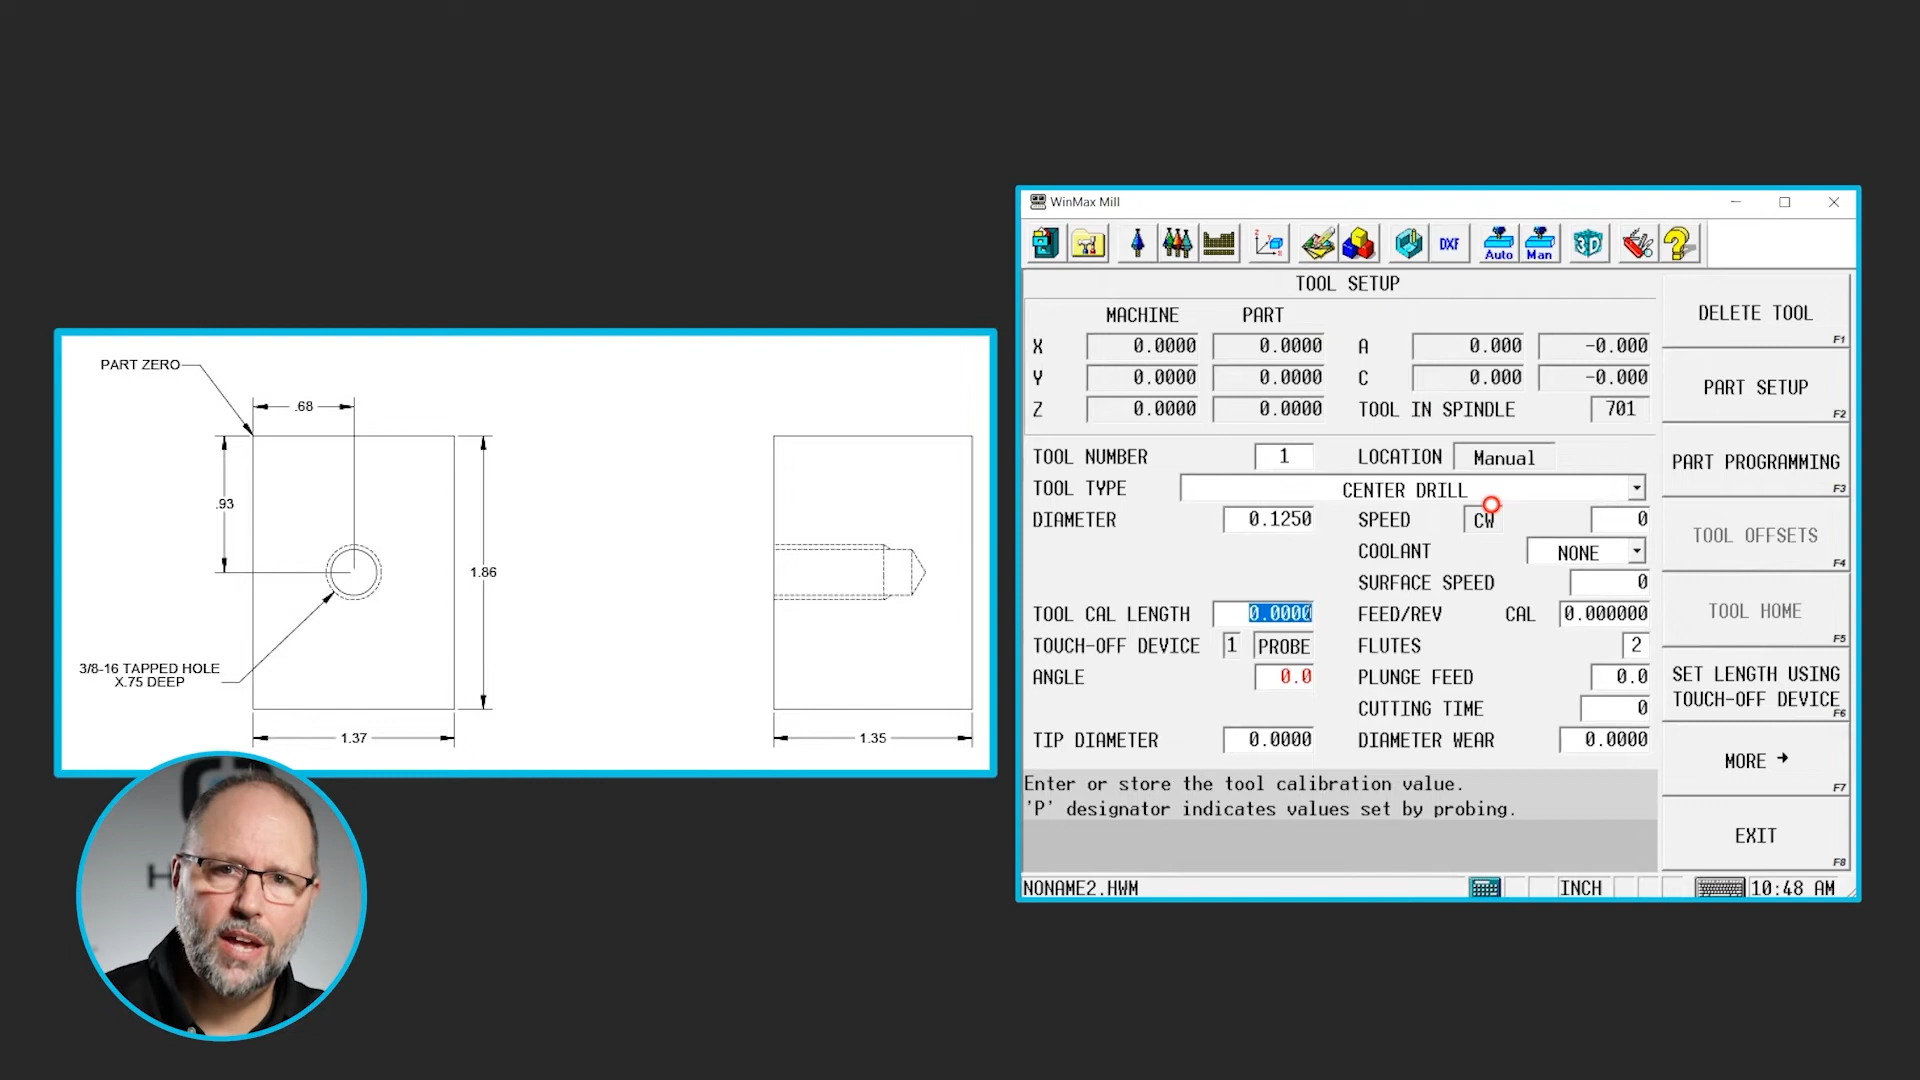 PART ZERO
.68
.93
1.86
3/8-16 TAPPED HOLE
X.75 DEEP
1.37
1.35
H
WinMax Mill
DXF
Auto
Man
3D
TOOL SETUP
MACHINE PART
X 0.0000 0.0000 A 0.000 -0.000
Y 0.0000 0.0000 C 0.000 -0.000
Z 0.0000 0.0000 TOOL IN SPINDLE 701
TOOL NUMBER 1 LOCATION Manual
TOOL TYPE CENTER DRILL
DIAMETER 0.1250 SPEED CW 0
COOLANT NONE
SURFACE SPEED 0
TOOL CAL LENGTH 0.0000 FEED/REV CAL 0.000000
TOUCH-OFF DEVICE 1 PROBE FLUTES 2
ANGLE 0.0 PLUNGE FEED 0.0
CUTTING TIME 0
TIP DIAMETER 0.0000 DIAMETER WEAR 0.0000
Enter or store the tool calibration value.
'P' designator indicates values set by probing.
DELETE TOOL
F1
PART SETUP
F2
PART PROGRAMMING
F3
TOOL OFFSETS
F4
TOOL HOME
F5
SET LENGTH USING
TOUCH-OFF DEVICE
F6
MORE →
F7
EXIT
F8
NONAME2.HWM INCH 10:48 AM